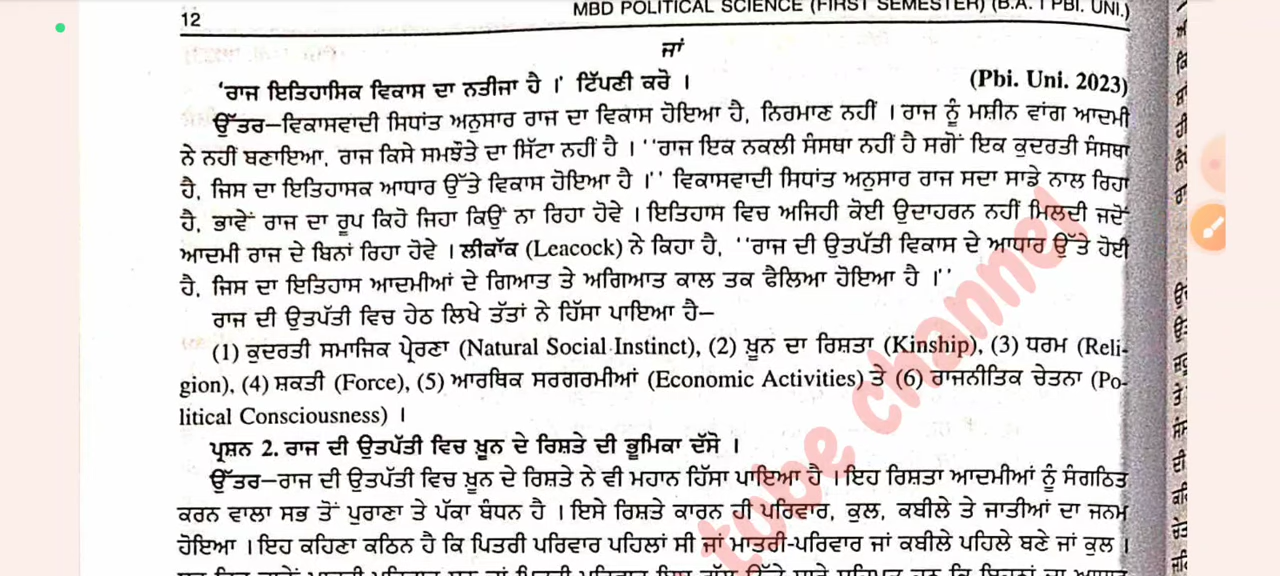 12
MBD POLITICAL SCIENCE (FIRST SEMESTER) (B.A. I PBI. UNI.)
ਜਾਂ
'ਰਾਜ ਇਤਿਹਾਸਿਕ ਵਿਕਾਸ ਦਾ ਨਤੀਜਾ ਹੈ।' ਟਿੱਪਣੀ ਕਰੋ। (Pbi. Uni. 2023)
ਉੱਤਰ—ਵਿਕਾਸਵਾਦੀ ਸਿਧਾਂਤ ਅਨੁਸਾਰ ਰਾਜ ਦਾ ਵਿਕਾਸ ਹੋਇਆ ਹੈ, ਨਿਰਮਾਣ ਨਹੀਂ। ਰਾਜ ਨੂੰ ਮਸ਼ੀਨ ਵਾਂਗ ਆਦਮੀ
ਨੇ ਨਹੀਂ ਬਣਾਇਆ, ਰਾਜ ਕਿਸੇ ਸਮਝੌਤੇ ਦਾ ਸਿੱਟਾ ਨਹੀਂ ਹੈ। ''ਰਾਜ ਇਕ ਨਕਲੀ ਸੰਸਥਾ ਨਹੀਂ ਹੈ ਸਗੋਂ ਇਕ ਕੁਦਰਤੀ ਸੰਸਥਾ
ਹੈ, ਜਿਸ ਦਾ ਇਤਿਹਾਸਕ ਆਧਾਰ ਉੱਤੇ ਵਿਕਾਸ ਹੋਇਆ ਹੈ।'' ਵਿਕਾਸਵਾਦੀ ਸਿਧਾਂਤ ਅਨੁਸਾਰ ਰਾਜ ਸਦਾ ਸਾਡੇ ਨਾਲ ਰਿਹਾ
ਹੈ, ਭਾਵੇਂ ਰਾਜ ਦਾ ਰੂਪ ਕਿਹੋ ਜਿਹਾ ਕਿਉਂ ਨਾ ਰਿਹਾ ਹੋਵੇ। ਇਤਿਹਾਸ ਵਿਚ ਅਜਿਹੀ ਕੋਈ ਉਦਾਹਰਨ ਨਹੀਂ ਮਿਲਦੀ ਜਦੋਂ
ਆਦਮੀ ਰਾਜ ਦੇ ਬਿਨਾਂ ਰਿਹਾ ਹੋਵੇ। ਲੀਕਾੱਕ (Leacock) ਨੇ ਕਿਹਾ ਹੈ, ''ਰਾਜ ਦੀ ਉਤਪੱਤੀ ਵਿਕਾਸ ਦੇ ਆਧਾਰ ਉੱਤੇ ਹੋਈ
ਹੈ, ਜਿਸ ਦਾ ਇਤਿਹਾਸ ਆਦਮੀਆਂ ਦੇ ਗਿਆਤ ਤੇ ਅਗਿਆਤ ਕਾਲ ਤਕ ਫੈਲਿਆ ਹੋਇਆ ਹੈ।''
ਰਾਜ ਦੀ ਉਤਪੱਤੀ ਵਿਚ ਹੇਠ ਲਿਖੇ ਤੱਤਾਂ ਨੇ ਹਿੱਸਾ ਪਾਇਆ ਹੈ—
(1) ਕੁਦਰਤੀ ਸਮਾਜਿਕ ਪ੍ਰੇਰਣਾ (Natural Social Instinct), (2) ਖ਼ੂਨ ਦਾ ਰਿਸ਼ਤਾ (Kinship), (3) ਧਰਮ (Reli-
gion), (4) ਸ਼ਕਤੀ (Force), (5) ਆਰਥਿਕ ਸਰਗਰਮੀਆਂ (Economic Activities) ਤੇ (6) ਰਾਜਨੀਤਿਕ ਚੇਤਨਾ (Po-
litical Consciousness)।
ਪ੍ਰਸ਼ਨ 2. ਰਾਜ ਦੀ ਉਤਪੱਤੀ ਵਿਚ ਖ਼ੂਨ ਦੇ ਰਿਸ਼ਤੇ ਦੀ ਭੂਮਿਕਾ ਦੱਸੋ।
ਉੱਤਰ—ਰਾਜ ਦੀ ਉਤਪੱਤੀ ਵਿਚ ਖ਼ੂਨ ਦੇ ਰਿਸ਼ਤੇ ਨੇ ਵੀ ਮਹਾਨ ਹਿੱਸਾ ਪਾਇਆ ਹੈ। ਇਹ ਰਿਸ਼ਤਾ ਆਦਮੀਆਂ ਨੂੰ ਸੰਗਠਿਤ
ਕਰਨ ਵਾਲਾ ਸਭ ਤੋਂ ਪੁਰਾਣਾ ਤੇ ਪੱਕਾ ਬੰਧਨ ਹੈ। ਇਸੇ ਰਿਸ਼ਤੇ ਕਾਰਨ ਹੀ ਪਰਿਵਾਰ, ਕੁਲ, ਕਬੀਲੇ ਤੇ ਜਾਤੀਆਂ ਦਾ ਜਨਮ
ਹੋਇਆ। ਇਹ ਕਹਿਣਾ ਕਠਿਨ ਹੈ ਕਿ ਪਿਤਰੀ ਪਰਿਵਾਰ ਪਹਿਲਾਂ ਸੀ ਜਾਂ ਮਾਤਰੀ-ਪਰਿਵਾਰ ਜਾਂ ਕਬੀਲੇ ਪਹਿਲੇ ਬਣੇ ਜਾਂ ਕੁਲ।
tube channel